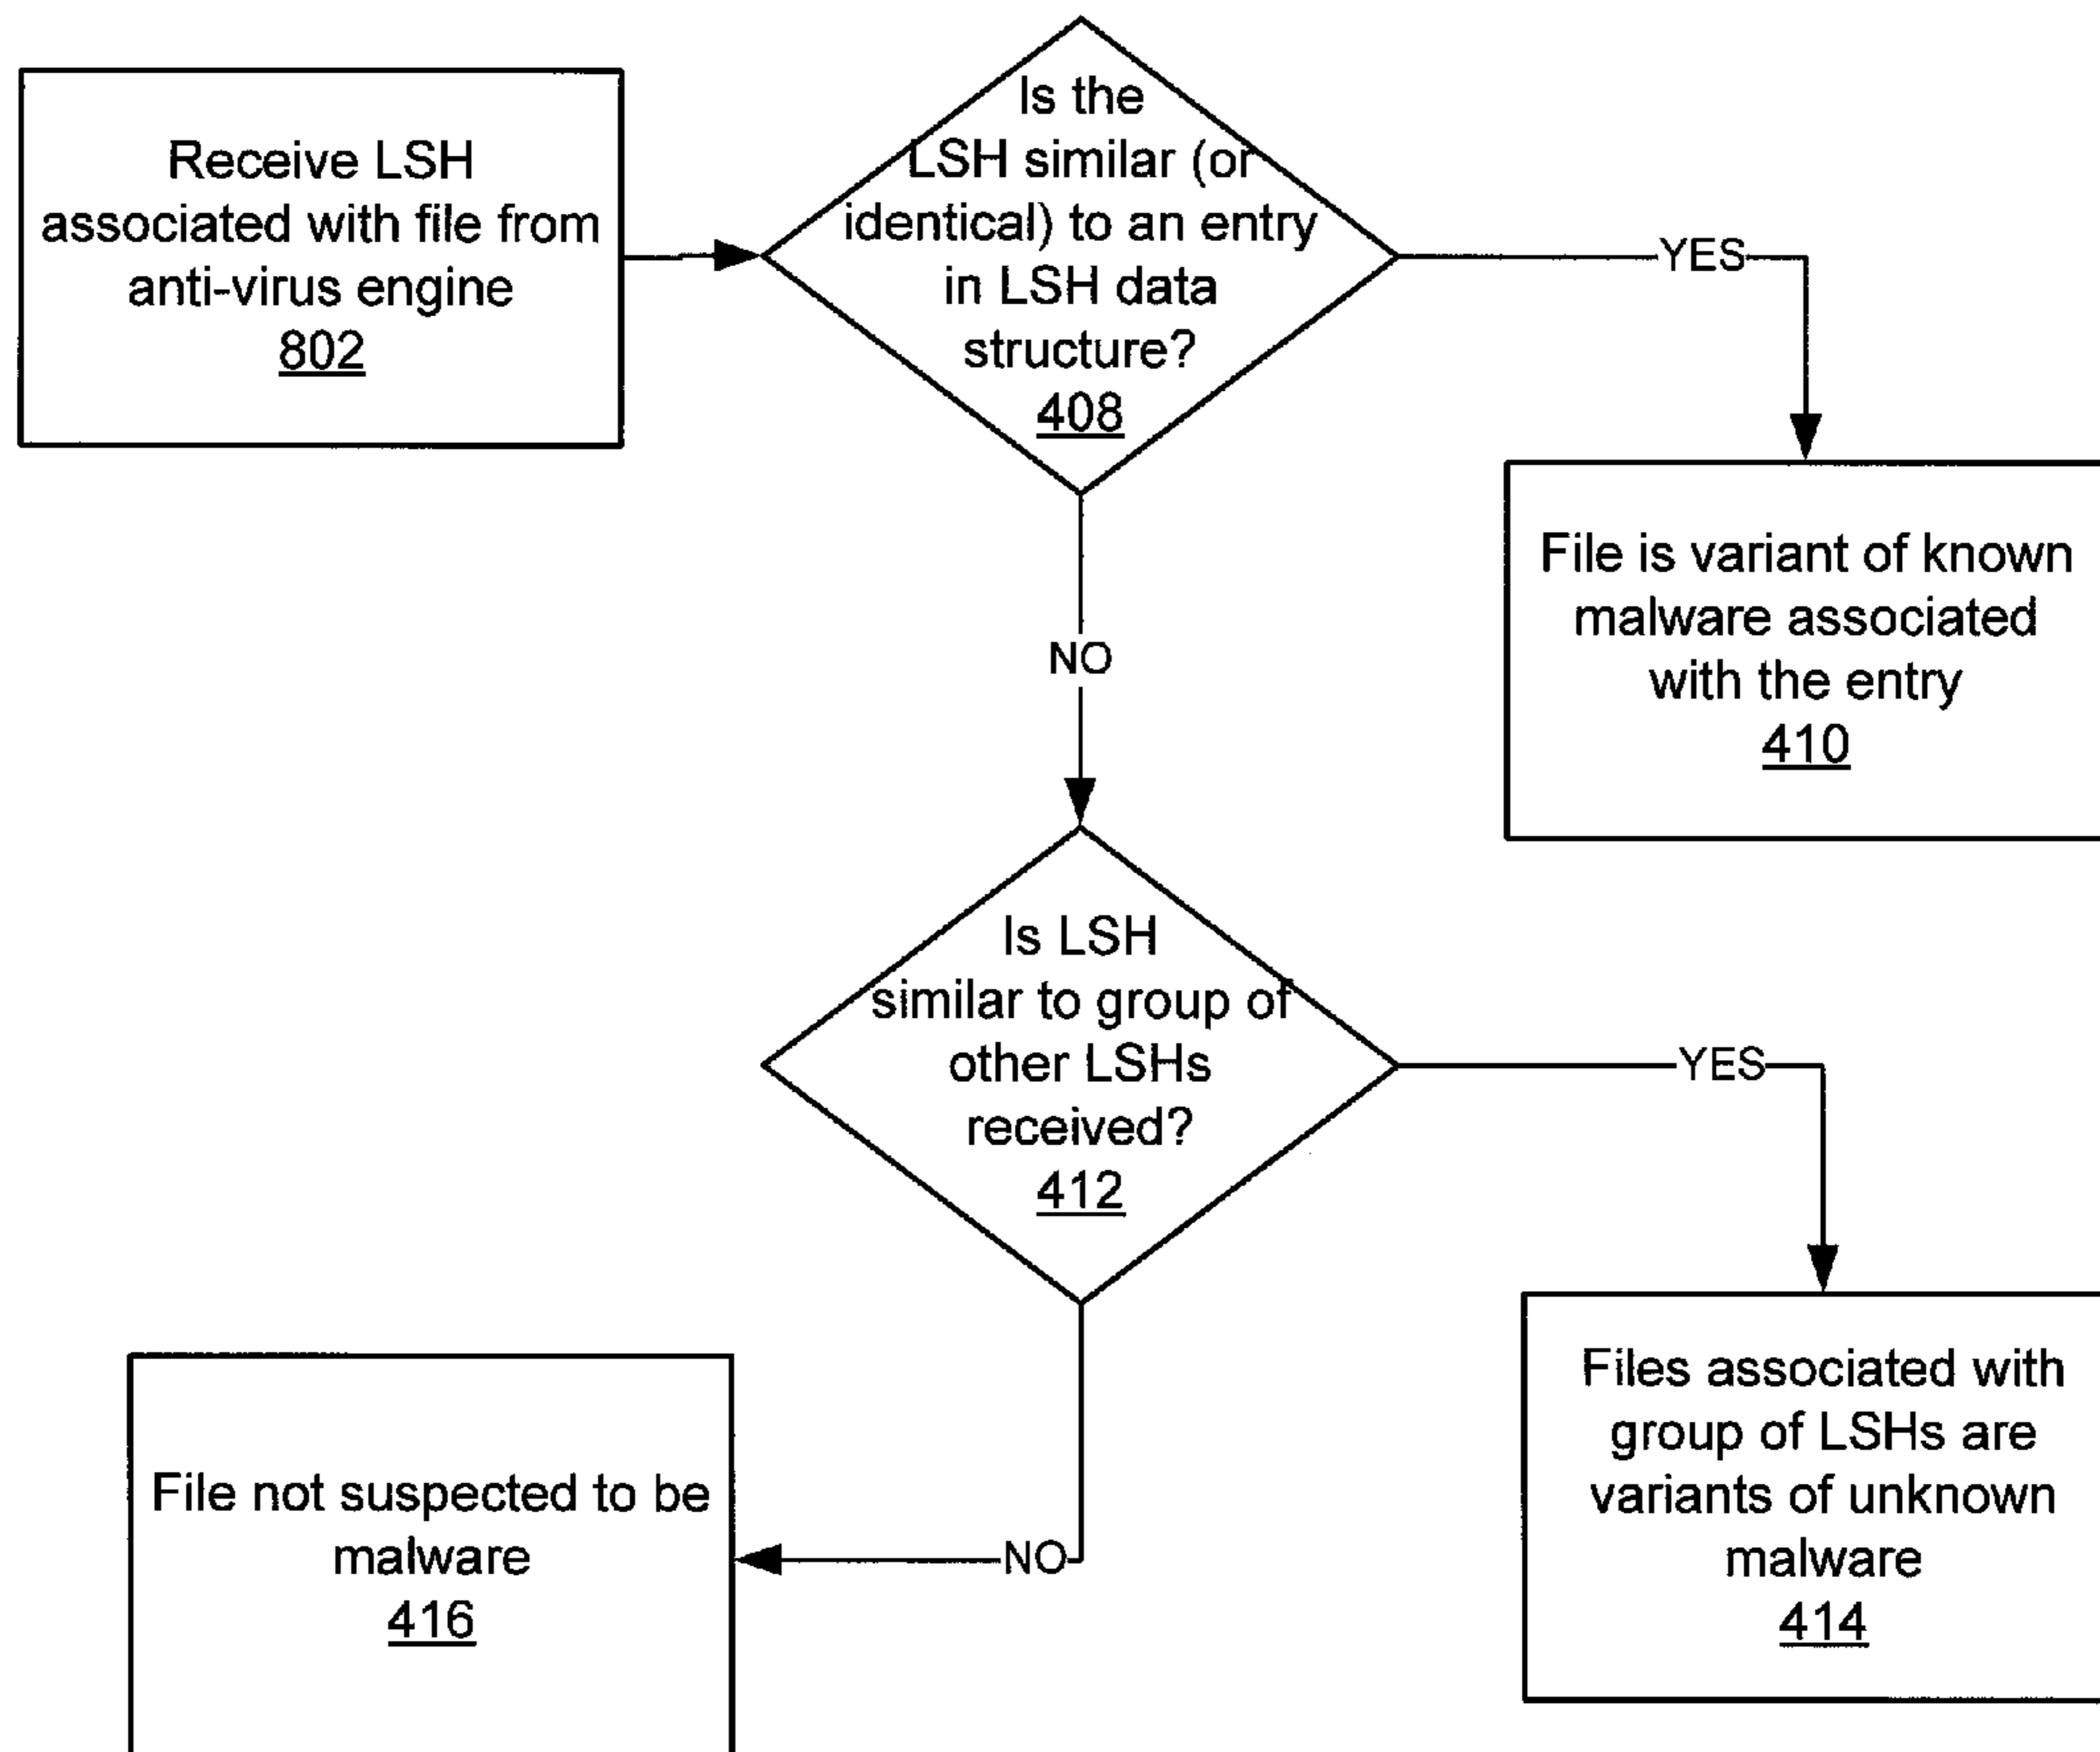 Receive LSH
associated with file from
anti-virus engine
802
Is the
LSH similar (or
identical) to an entry
in LSH data
structure?
408
YES
File is variant of known
malware associated
with the entry
410
NO
Is LSH
similar to group of
other LSHs
received?
412
YES
Files associated with
group of LSHs are
variants of unknown
malware
414
NO
File not suspected to be
malware
416